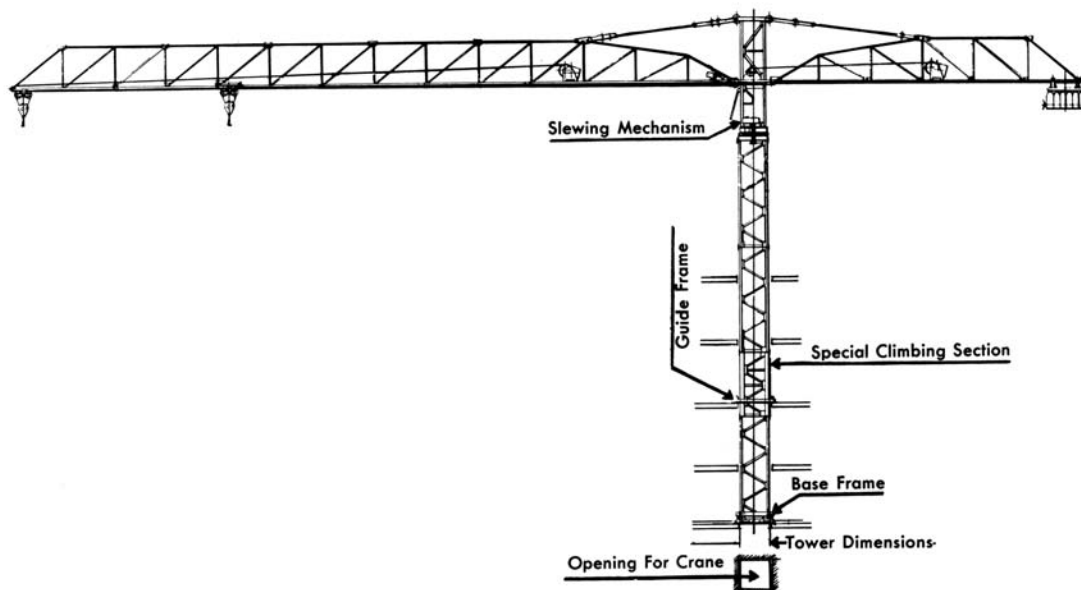 Slewing Mechanism
Guide Frame
Special Climbing Section
Base Frame
Tower Dimensions
Opening For Crane